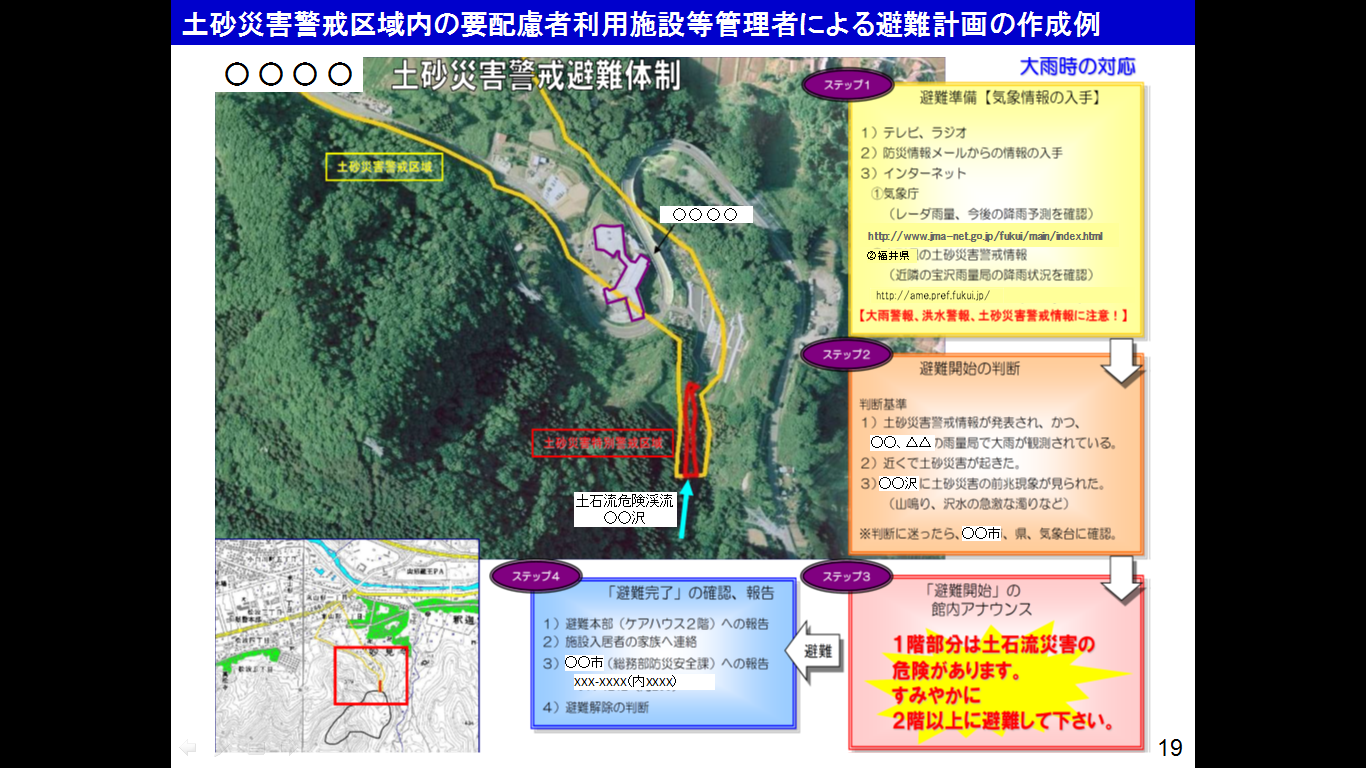 土砂災害警戒区域内の要配慮者利用施設等管理者による避難計画の作成例
○○○○
土砂災害警戒避難体制
大雨時の対応
土砂災害警戒区域
○○○○
土砂災害特別警戒区域
土石流危険渓流
○○沢
ステップ1
避難準備【気象情報の入手】
1）テレビ、ラジオ
2）防災情報メールからの情報の入手
3）インターネット
①気象庁
（レーダ雨量、今後の降雨予測を確認）
http://www.jma-net.go.jp/fukui/main/index.html
②福井県の土砂災害警戒情報
（近隣の宝沢雨量局の降雨状況を確認）
http://ame.pref.fukui.jp/
【大雨警報、洪水警報、土砂災害警戒情報に注意！】
ステップ2
避難開始の判断
判断基準
1）土砂災害警戒情報が発表され、かつ、
○○、△△の雨量局で大雨が観測されている。
2）近くで土砂災害が起きた。
3）○○沢に土砂災害の前兆現象が見られた。
（山鳴り、沢水の急激な濁りなど）
※判断に迷ったら、○○市、県、気象台に確認。
ステップ3
「避難開始」の
館内アナウンス
1階部分は土石流災害の
危険があります。
すみやかに
2階以上に避難して下さい。
避難
ステップ4
「避難完了」の確認、報告
1）避難本部（ケアハウス2階）への報告
2）施設入居者の家族へ連絡
3）○○市（総務部防災安全課）への報告
xxx-xxxx(内xxxx)
4）避難解除の判断
19